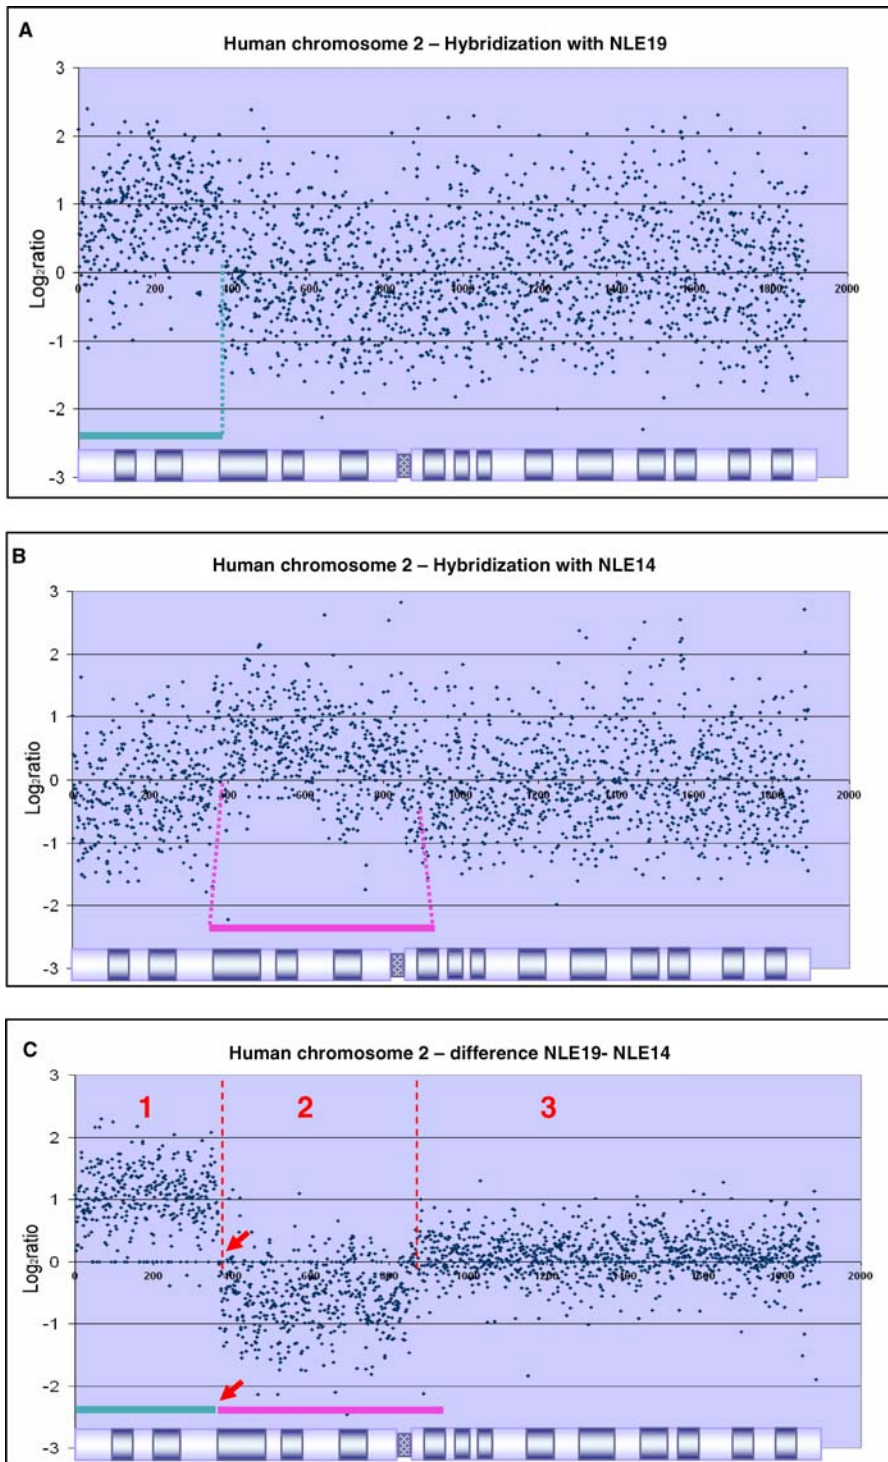 A
Human chromosome 2 – Hybridization with NLE19
3
2
1
0
-1
-2
-3
Log2ratio
0 200 400 600 800 1000 1200 1400 1600 1800 2000
B
Human chromosome 2 – Hybridization with NLE14
3
2
1
0
-1
-2
-3
Log2ratio
0 200 400 600 800 1000 1200 1400 1600 1800 2000
C
Human chromosome 2 – difference NLE19- NLE14
3
2
1
0
-1
-2
-3
Log2ratio
1 2 3
0 200 400 600 800 1000 1200 1400 1600 1800 2000